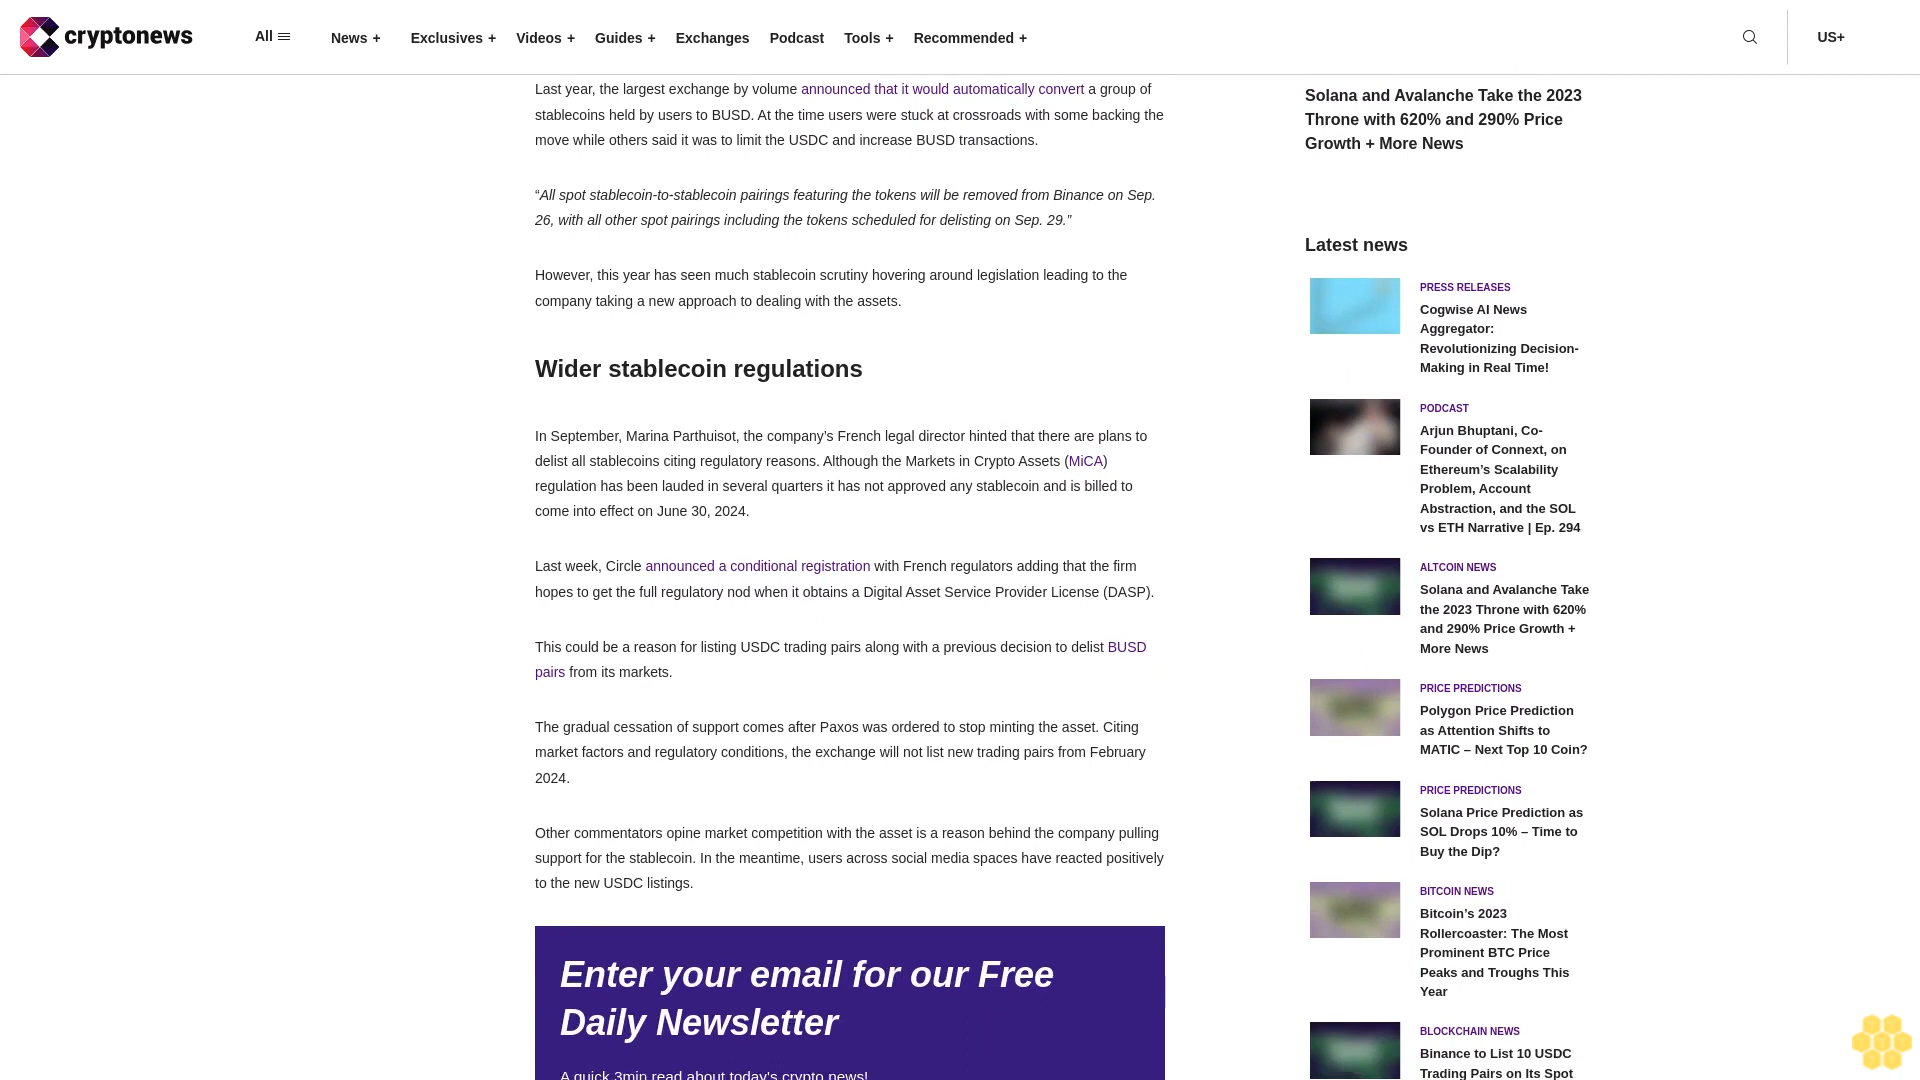 cryptonews
All
News +
Exclusives +
Videos +
Guides +
Exchanges
Podcast
Tools +
Recommended +
US+
Last year, the largest exchange by volume announced that it would automatically convert a group of
stablecoins held by users to BUSD. At the time users were stuck at crossroads with some backing the
move while others said it was to limit the USDC and increase BUSD transactions.
“All spot stablecoin-to-stablecoin pairings featuring the tokens will be removed from Binance on Sep.
26, with all other spot pairings including the tokens scheduled for delisting on Sep. 29.”
However, this year has seen much stablecoin scrutiny hovering around legislation leading to the
company taking a new approach to dealing with the assets.
Wider stablecoin regulations
In September, Marina Parthuisot, the company’s French legal director hinted that there are plans to
delist all stablecoins citing regulatory reasons. Although the Markets in Crypto Assets (MiCA)
regulation has been lauded in several quarters it has not approved any stablecoin and is billed to
come into effect on June 30, 2024.
Last week, Circle announced a conditional registration with French regulators adding that the firm
hopes to get the full regulatory nod when it obtains a Digital Asset Service Provider License (DASP).
This could be a reason for listing USDC trading pairs along with a previous decision to delist BUSD
pairs from its markets.
The gradual cessation of support comes after Paxos was ordered to stop minting the asset. Citing
market factors and regulatory conditions, the exchange will not list new trading pairs from February
2024.
Other commentators opine market competition with the asset is a reason behind the company pulling
support for the stablecoin. In the meantime, users across social media spaces have reacted positively
to the new USDC listings.
Enter your email for our Free
Daily Newsletter
A quick 3min read about today's crypto news!
Solana and Avalanche Take the 2023
Throne with 620% and 290% Price
Growth + More News
Latest news
PRESS RELEASES
Cogwise AI News
Aggregator:
Revolutionizing Decision-
Making in Real Time!
PODCAST
Arjun Bhuptani, Co-
Founder of Connext, on
Ethereum’s Scalability
Problem, Account
Abstraction, and the SOL
vs ETH Narrative | Ep. 294
ALTCOIN NEWS
Solana and Avalanche Take
the 2023 Throne with 620%
and 290% Price Growth +
More News
PRICE PREDICTIONS
Polygon Price Prediction
as Attention Shifts to
MATIC – Next Top 10 Coin?
PRICE PREDICTIONS
Solana Price Prediction as
SOL Drops 10% – Time to
Buy the Dip?
BITCOIN NEWS
Bitcoin’s 2023
Rollercoaster: The Most
Prominent BTC Price
Peaks and Troughs This
Year
BLOCKCHAIN NEWS
Binance to List 10 USDC
Trading Pairs on Its Spot